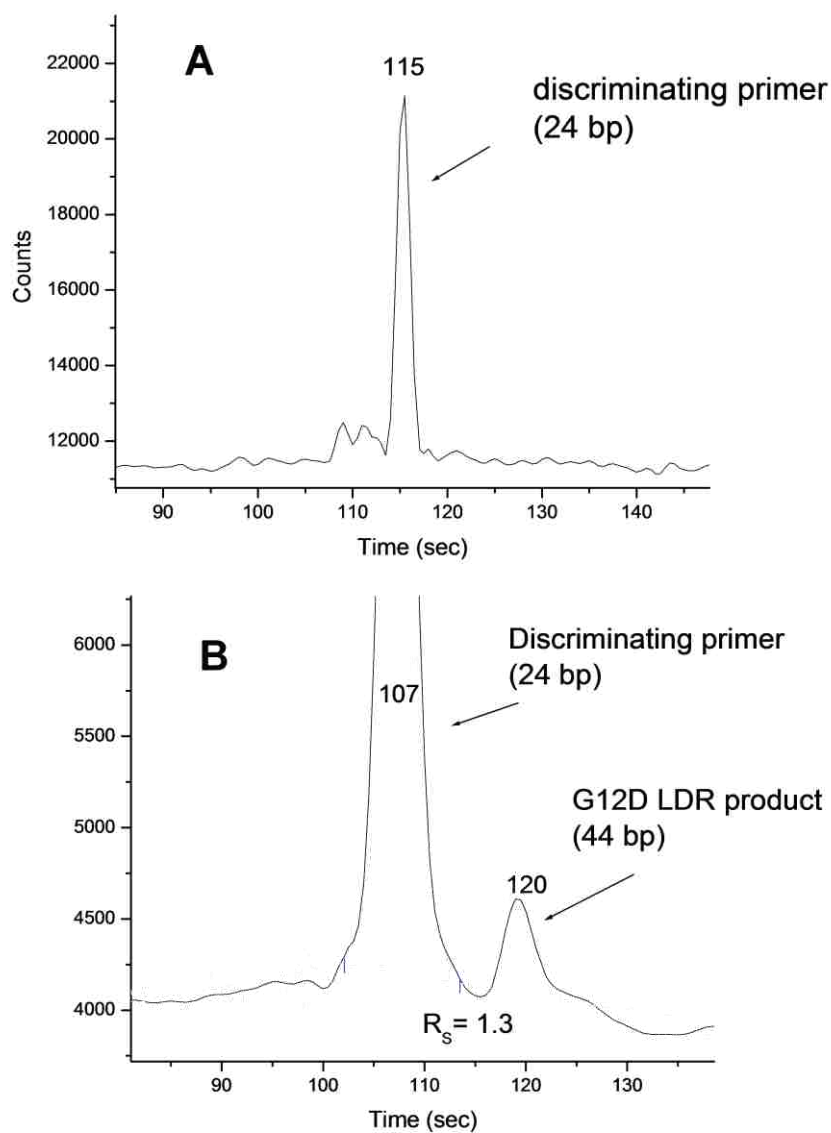 A
115
discriminating primer
(24 bp)
22000
20000
18000
16000
14000
12000
Counts
90 100 110 120 130 140
Time (sec)
B
Discriminating primer
(24 bp)
107
G12D LDR product
(44 bp)
120
6000
5500
5000
4500
4000
Rs= 1.3
90 100 110 120 130
Time (sec)